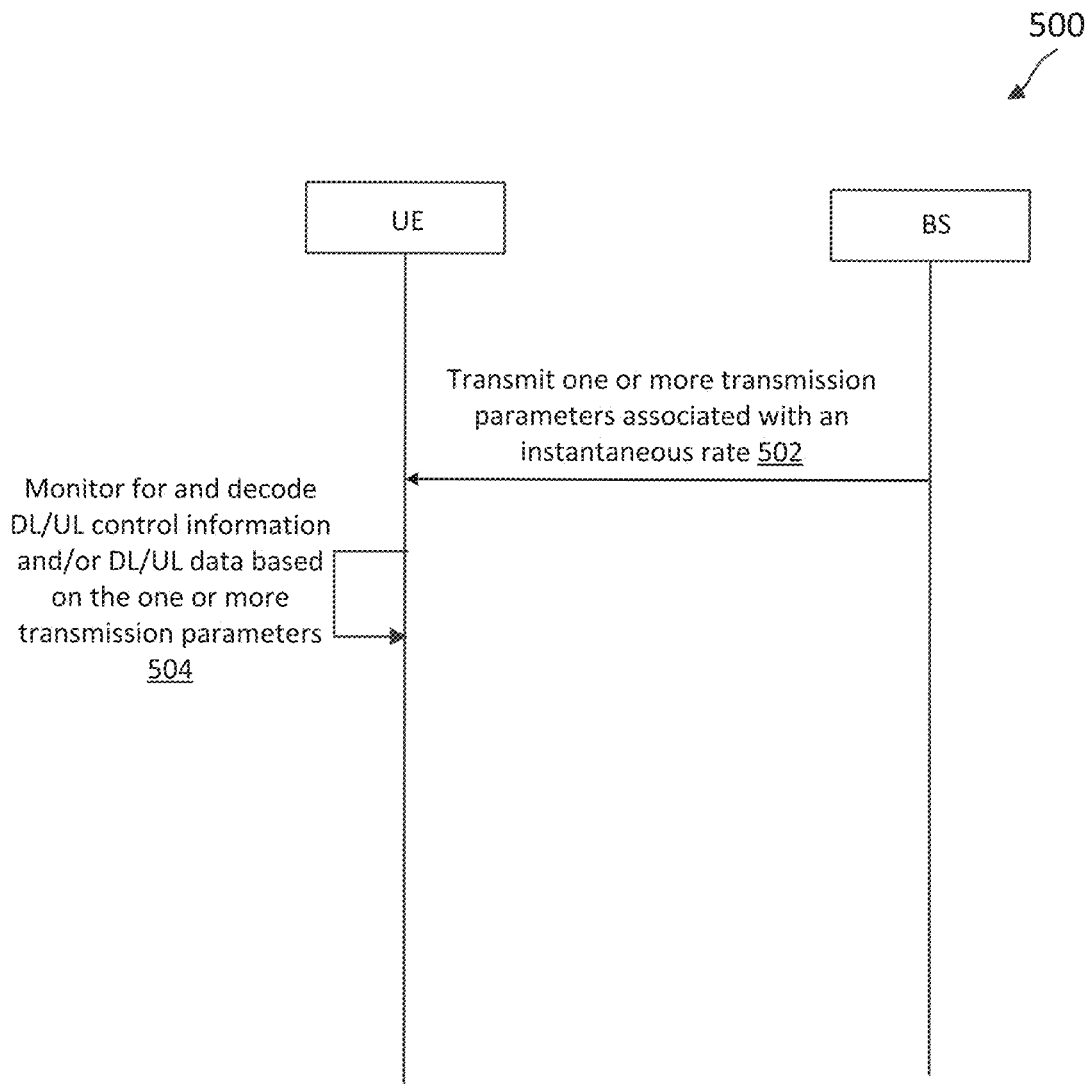 500
UE
BS
Transmit one or more transmission
parameters associated with an
instantaneous rate 502
Monitor for and decode
DL/UL control information
and/or DL/UL data based
on the one or more
transmission parameters
504